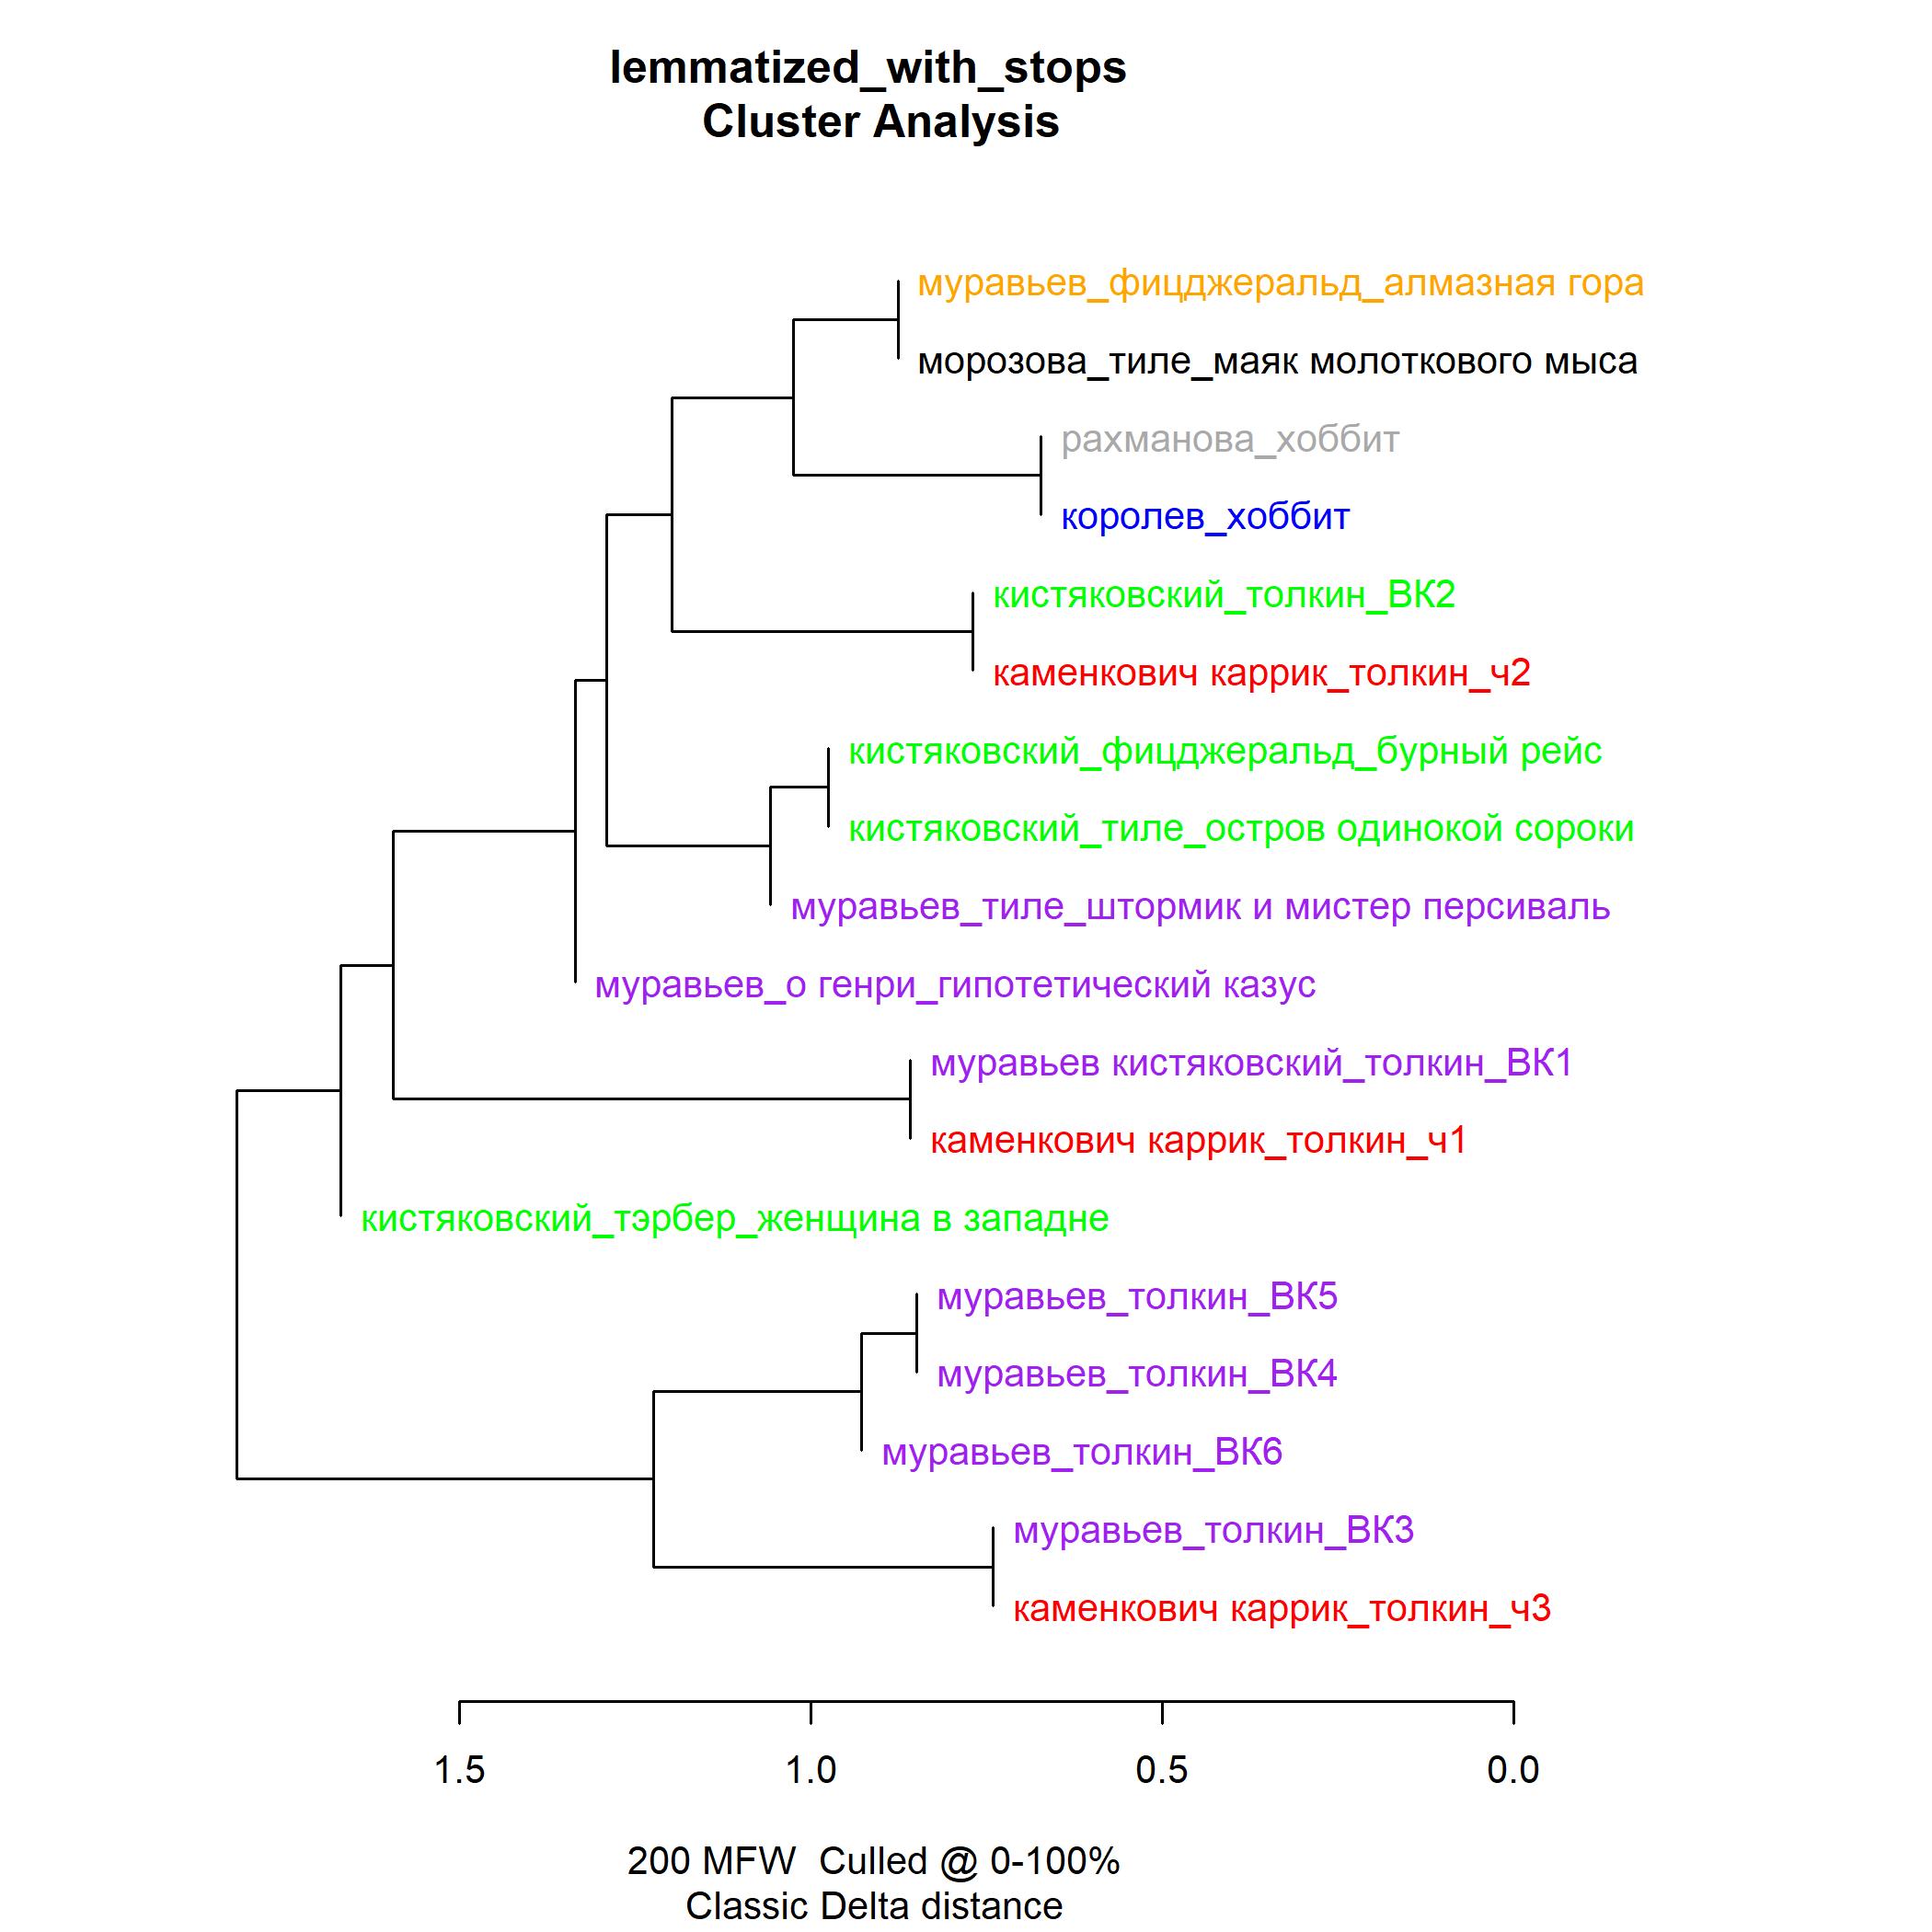 lemmatized_with_stops
Cluster Analysis
муравьев_фицджеральд_алмазная гора
морозова_тиле_маяк молоткового мыса
рахманова_хоббит
королев_хоббит
кистяковский_толкин_ВК2
каменкович каррик_толкин_ч2
кистяковский_фицджеральд_бурный рейс
кистяковский_тиле_остров одинокой сороки
муравьев_тиле_штормик и мистер персиваль
муравьев_о генри_гипотетический казус
муравьев кистяковский_толкин_ВК1
каменкович каррик_толкин_ч1
кистяковский_тэрбер_женщина в западне
муравьев_толкин_ВК5
муравьев_толкин_ВК4
муравьев_толкин_ВК6
муравьев_толкин_ВК3
каменкович каррик_толкин_ч3
1.5 1.0 0.5 0.0
200 MFW  Culled @ 0-100%
Classic Delta distance